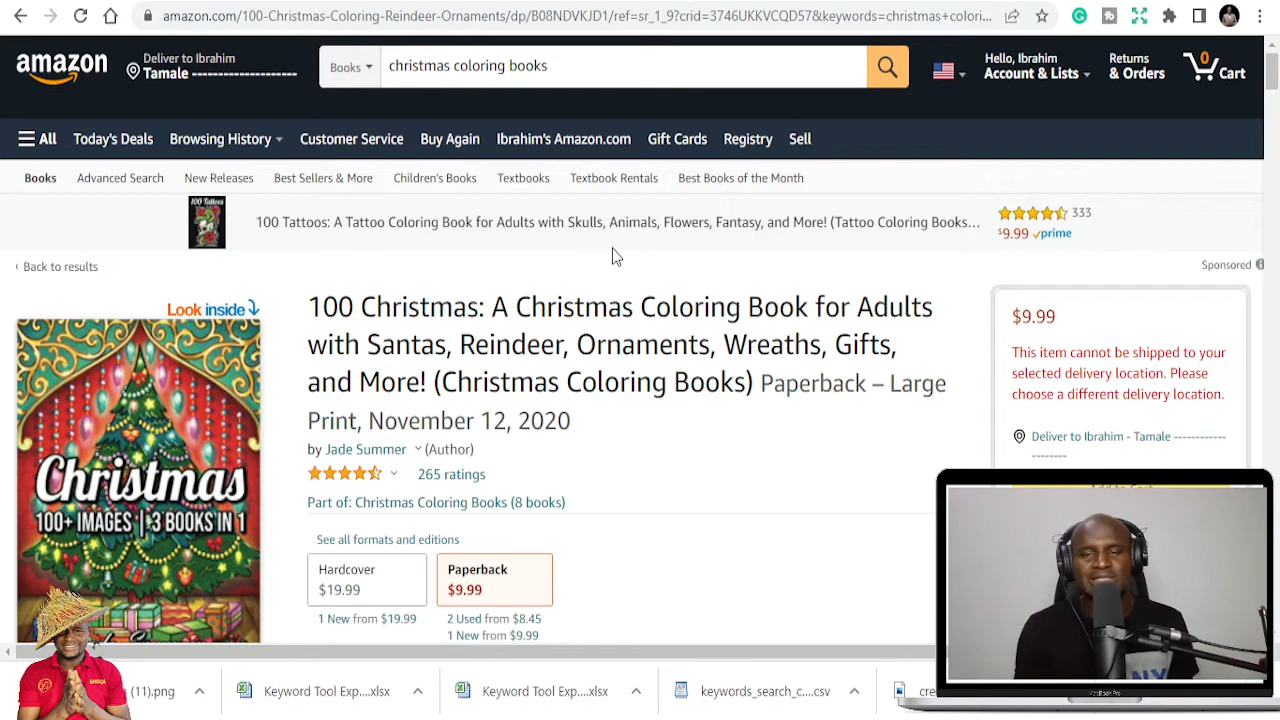 amazon.com/100-Christmas-Coloring-Reindeer-Ornaments/dp/B08NDVKJD1/ref=sr_1_9?crid=3746UKKVCQD57&keywords=christmas+colori...
amazon
Deliver to Ibrahim
Tamale ------------------
Books
christmas coloring books
Hello, Ibrahim
Account & Lists
Returns
& Orders
0
Cart
All
Today's Deals
Browsing History
Customer Service
Buy Again
Ibrahim's Amazon.com
Gift Cards
Registry
Sell
Books
Advanced Search
New Releases
Best Sellers & More
Children's Books
Textbooks
Textbook Rentals
Best Books of the Month
100 Tattoos
100 Tattoos: A Tattoo Coloring Book for Adults with Skulls, Animals, Flowers, Fantasy, and More! (Tattoo Coloring Books...
333
$9.99 prime
‹ Back to results
Sponsored
Look inside
100 Christmas: A Christmas Coloring Book for Adults
with Santas, Reindeer, Ornaments, Wreaths, Gifts,
and More! (Christmas Coloring Books) Paperback – Large
Print, November 12, 2020
by Jade Summer (Author)
265 ratings
Part of: Christmas Coloring Books (8 books)
See all formats and editions
Hardcover
$19.99
1 New from $19.99
Paperback
$9.99
2 Used from $8.45
1 New from $9.99
Christmas
100+ IMAGES | 3 BOOKS IN 1
$9.99
This item cannot be shipped to your
selected delivery location. Please
choose a different delivery location.
Deliver to Ibrahim - Tamale ------------
--------
Add to Cart
MacBook Pro
(11).png
Keyword Tool Exp....xlsx
Keyword Tool Exp....xlsx
keywords_search_c....csv
cre